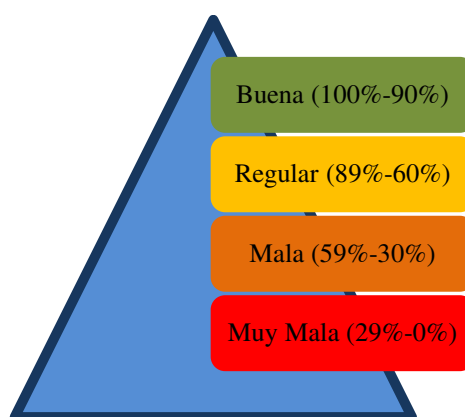 Buena (100%-90%)
Regular (89%-60%)
Mala (59%-30%)
Muy Mala (29%-0%)